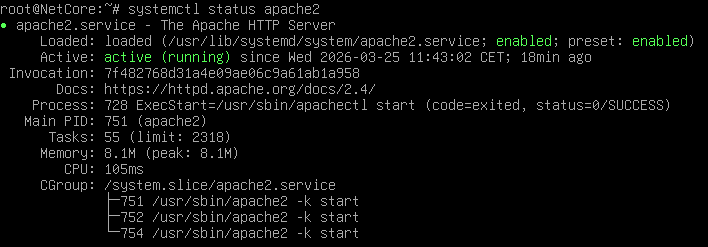 root@NetCore:~# systemctl status apache2
● apache2.service - The Apache HTTP Server
     Loaded: loaded (/usr/lib/systemd/system/apache2.service; enabled; preset: enabled)
     Active: active (running) since Wed 2026-03-25 11:43:02 CET; 18min ago
 Invocation: 7f482768d31a4e09ae06c9a61ab1a958
       Docs: https://httpd.apache.org/docs/2.4/
    Process: 728 ExecStart=/usr/sbin/apachectl start (code=exited, status=0/SUCCESS)
   Main PID: 751 (apache2)
      Tasks: 55 (limit: 2318)
     Memory: 8.1M (peak: 8.1M)
        CPU: 105ms
     CGroup: /system.slice/apache2.service
             ├─751 /usr/sbin/apache2 -k start
             ├─752 /usr/sbin/apache2 -k start
             └─754 /usr/sbin/apache2 -k start